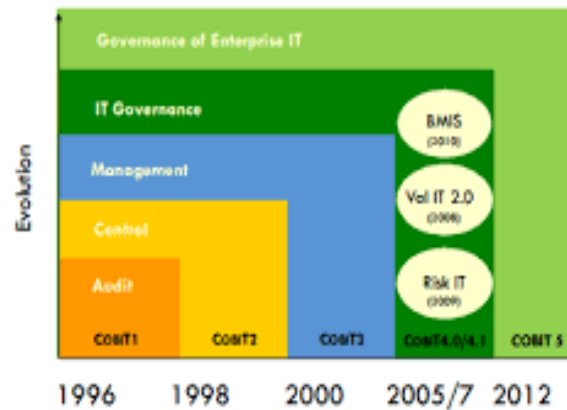 Governance of Enterprise IT
IT Governance
BMIS
(2010)
Management
Val IT 2.0
(2008)
Control
Audit
Risk IT
(2009)
COBIT1
COBIT2
COBIT3
COBIT4.0/4.1
COBIT 5
Evolution
1996
1998
2000
2005/7
2012